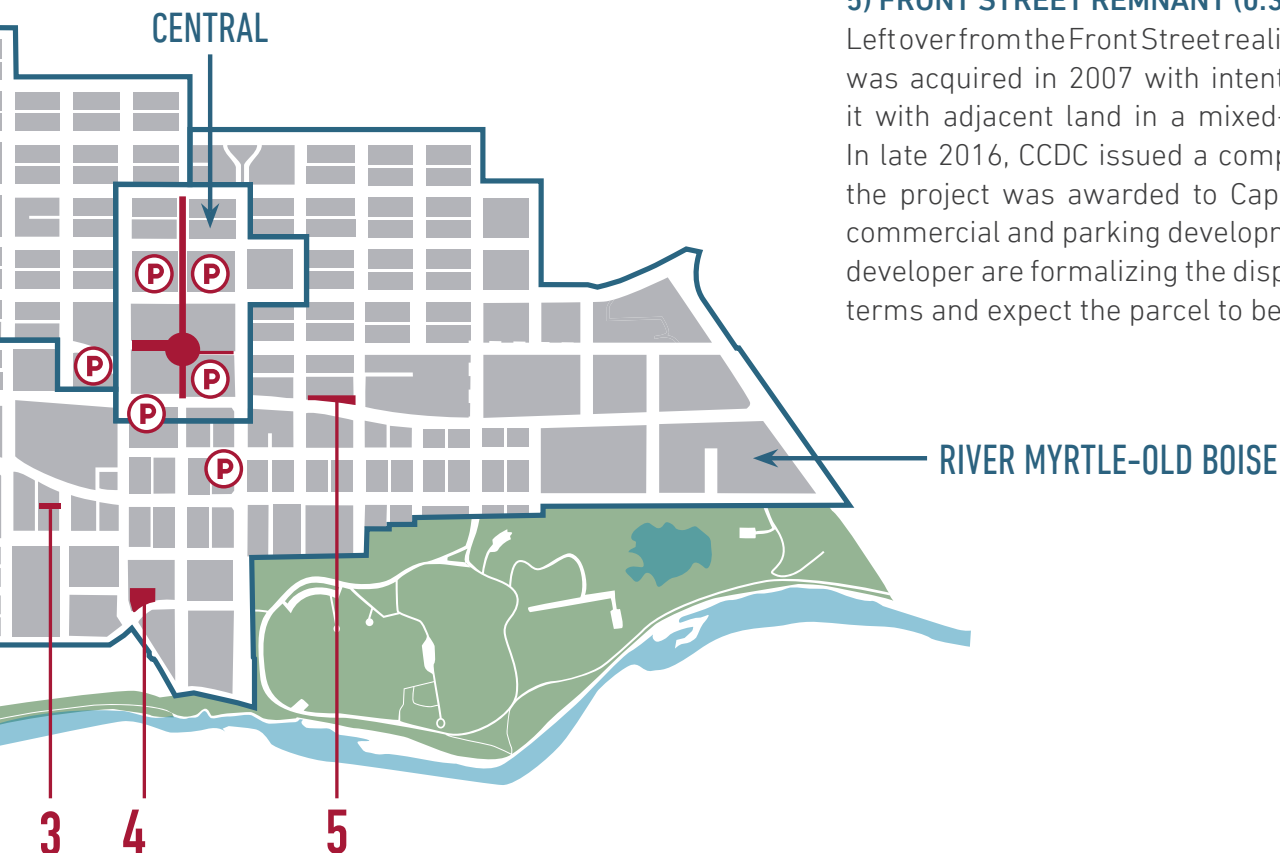 CENTRAL
P
P
P
P
P
P
RIVER MYRTLE-OLD BOISE
3
4
5
5) FRONT STREET REMNANT (0.3
Left over from the Front Street reali
was acquired in 2007 with intent
it with adjacent land in a mixed-
In late 2016, CCDC issued a comp
the project was awarded to Cap
commercial and parking developm
developer are formalizing the disp
terms and expect the parcel to be